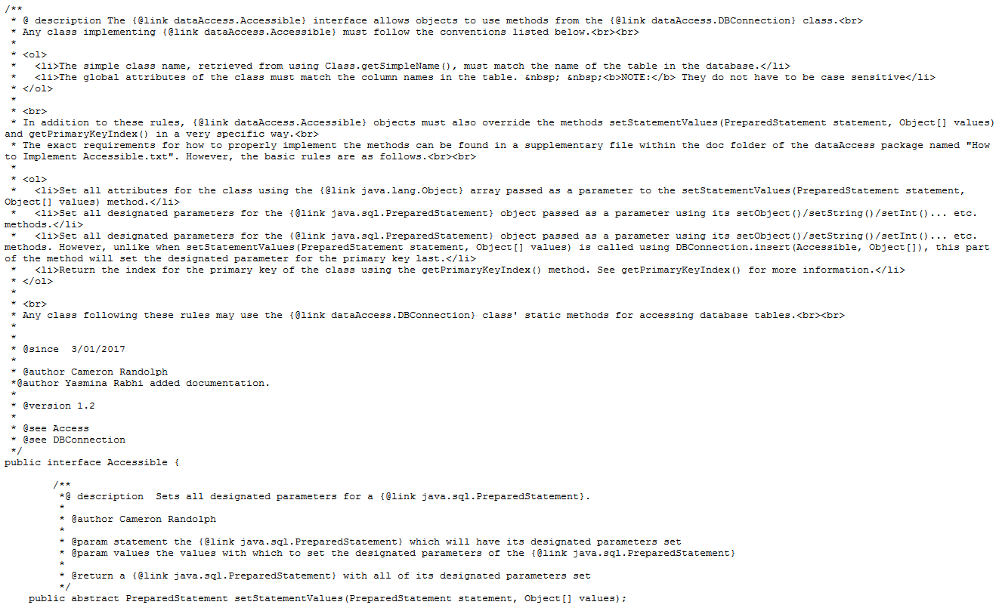 /**
 * @ description The {@link dataAccess.Accessible} interface allows objects to use methods from the {@link dataAccess.DBConnection} class.<br>
 * Any class implementing {@link dataAccess.Accessible} must follow the conventions listed below.<br><br>
 *
 * <ol>
 *   <li>The simple class name, retrieved from using Class.getSimpleName(), must match the name of the table in the database.</li>
 *   <li>The global attributes of the class must match the column names in the table. &nbsp; &nbsp;<b>NOTE:</b> They do not have to be case sensitive</li>
 * </ol>
 *
 * <br>
 * In addition to these rules, {@link dataAccess.Accessible} objects must also override the methods setStatementValues(PreparedStatement statement, Object[] values)
and getPrimaryKeyIndex() in a very specific way.<br>
 * The exact requirements for how to properly implement the methods can be found in a supplementary file within the doc folder of the dataAccess package named "How
to Implement Accessible.txt". However, the basic rules are as follows.<br><br>
 *
 * <ol>
 *   <li>Set all attributes for the class using the {@link java.lang.Object} array passed as a parameter to the setStatementValues(PreparedStatement statement,
Object[] values) method.</li>
 *   <li>Set all designated parameters for the {@link java.sql.PreparedStatement} object passed as a parameter using its setObject()/setString()/setInt()... etc.
methods.</li>
 *   <li>Set all designated parameters for the {@link java.sql.PreparedStatement} object passed as a parameter using its setObject()/setString()/setInt()... etc.
methods. However, unlike when setStatementValues(PreparedStatement statement, Object[] values) is called using DBConnection.insert(Accessible, Object[]), this part
of the method will set the designated parameter for the primary key last.</li>
 *   <li>Return the index for the primary key of the class using the getPrimaryKeyIndex() method. See getPrimaryKeyIndex() for more information.</li>
 * </ol>
 *
 * <br>
 * Any class following these rules may use the {@link dataAccess.DBConnection} class' static methods for accessing database tables.<br><br>
 *
 *
 * @since  3/01/2017
 *
 * @author Cameron Randolph
 *@author Yasmina Rabhi added documentation.
 *
 * @version 1.2
 *
 * @see Access
 * @see DBConnection
 */
public interface Accessible {

        /**
         *@ description  Sets all designated parameters for a {@link java.sql.PreparedStatement}.
         *
         * @author Cameron Randolph
         *
         * @param statement the {@link java.sql.PreparedStatement} which will have its designated parameters set
         * @param values the values with which to set the designated parameters of the {@link java.sql.PreparedStatement}
         *
         * @return a {@link java.sql.PreparedStatement} with all of its designated parameters set
         */
    public abstract PreparedStatement setStatementValues(PreparedStatement statement, Object[] values);